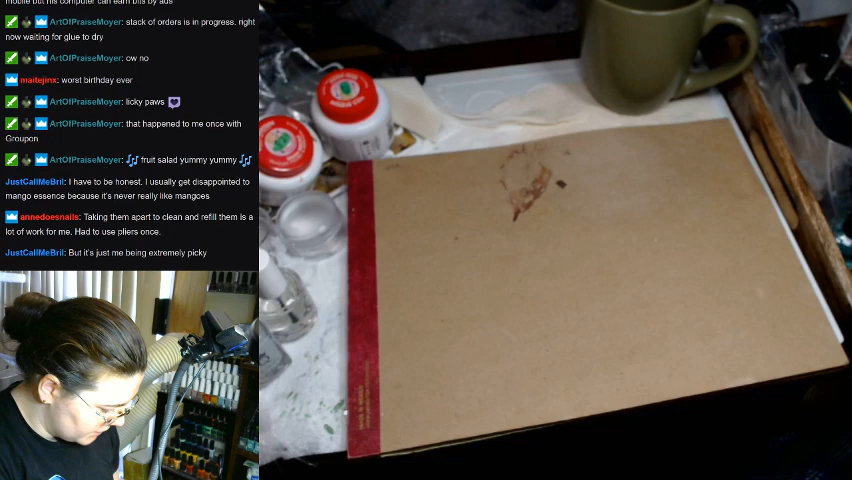 mobile but his computer can earn bits by ads
ArtOfPraiseMoyer: stack of orders is in progress. right
now waiting for glue to dry
ArtOfPraiseMoyer: ow no
maitejinx: worst birthday ever
ArtOfPraiseMoyer: licky paws
ArtOfPraiseMoyer: that happened to me once with
Groupon
ArtOfPraiseMoyer: fruit salad yummy yummy
JustCallMeBril: I have to be honest, I usually get disappointed to
mango essence because it's never really like mangoes
annedoesnails: Taking them apart to clean and refill them is a
lot of work for me. Had to use pliers once.
JustCallMeBril: But it's just me being extremely picky